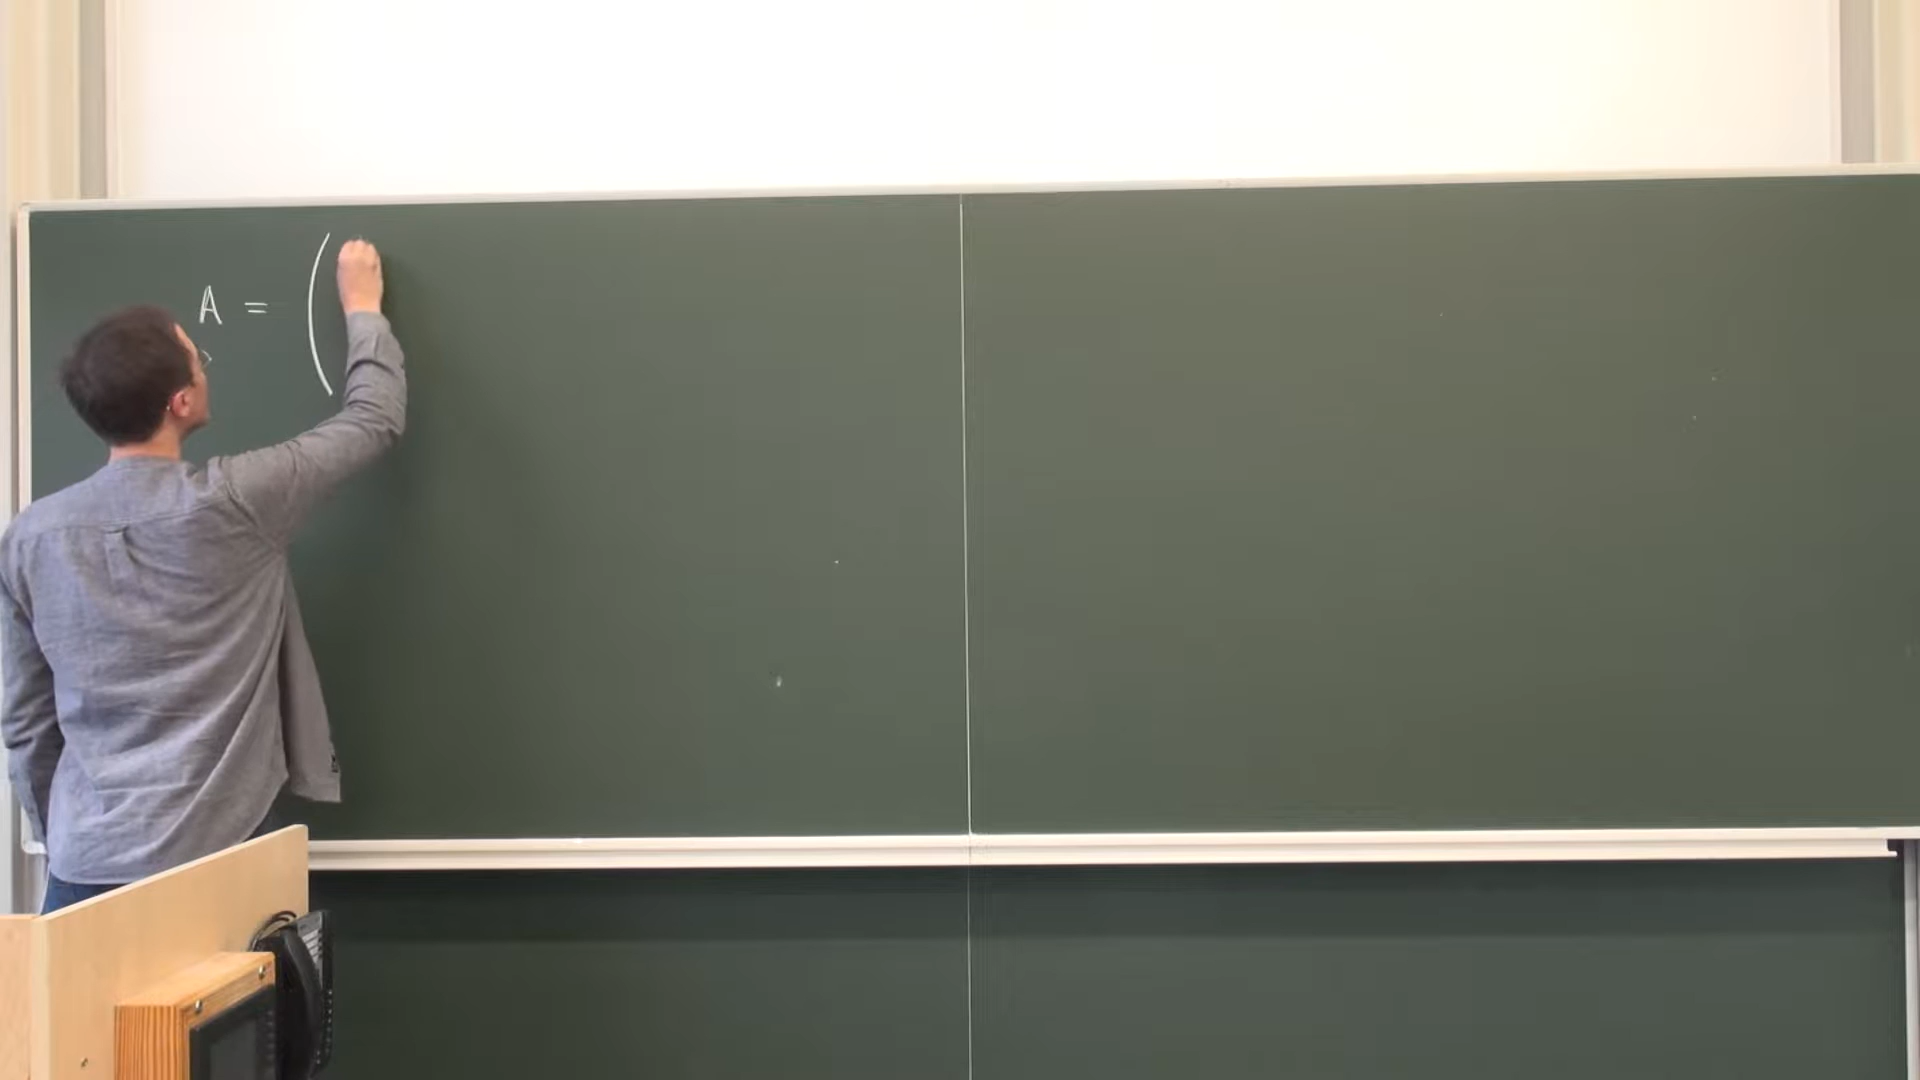 A = (